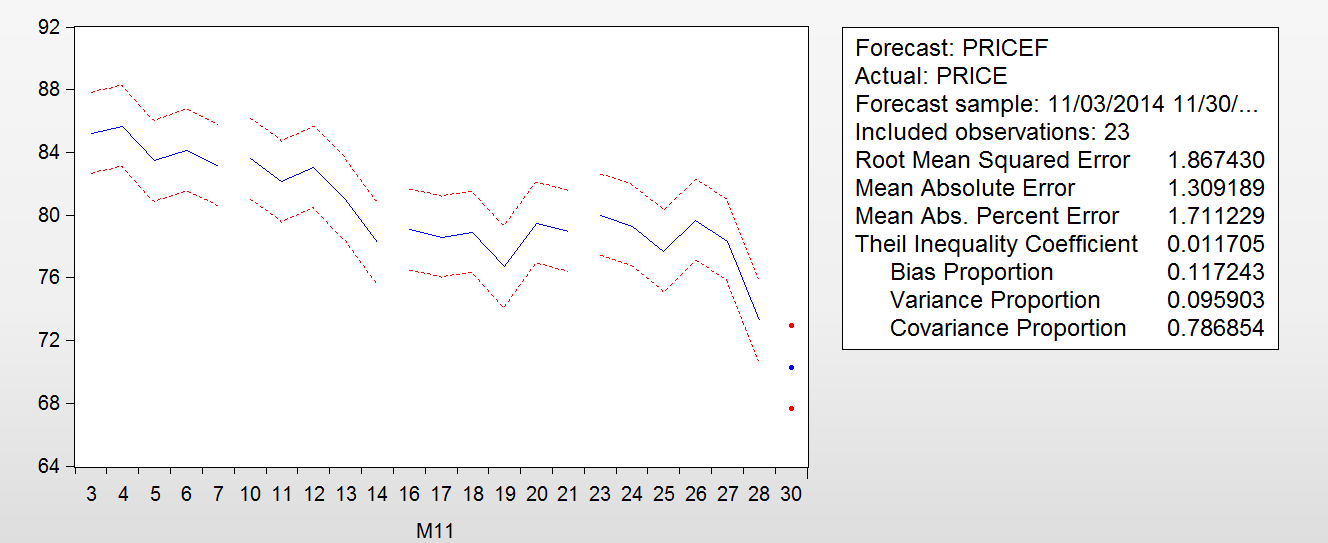 92
88
84
80
76
72
68
64
3 4 5 6 7 10 11 12 13 14 16 17 18 19 20 21 23 24 25 26 27 28 30
M11
Forecast: PRICEF
Actual: PRICE
Forecast sample: 11/03/2014 11/30/...
Included observations: 23
Root Mean Squared Error 1.867430
Mean Absolute Error 1.309189
Mean Abs. Percent Error 1.711229
Theil Inequality Coefficient 0.011705
Bias Proportion 0.117243
Variance Proportion 0.095903
Covariance Proportion 0.786854